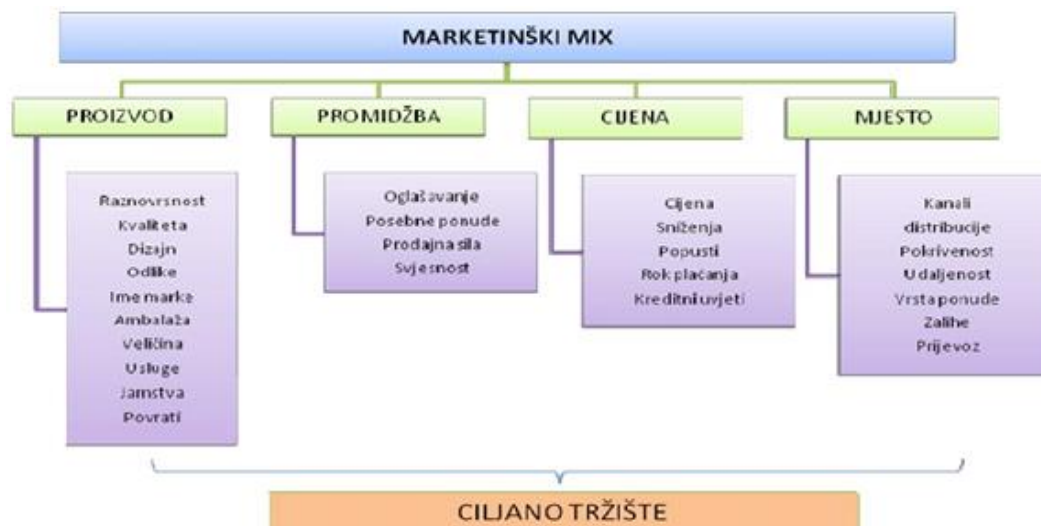 MARKETINŠKI MIX
PROIZVOD
Raznovrsnost
Kvaliteta
Dizajn
Odlike
Ime marke
Ambalaža
Veličina
Usluge
Jamstva
Povrati
PROMIDŽBA
Oglašavanje
Posebne ponude
Prodajna sila
Svjesnost
CIJENA
Cijena
Sniženja
Popusti
Rok plaćanja
Kreditni uvjeti
MJESTO
Kanali
distribucije
Pokrivenost
Udaljenost
Vrsta ponude
Zalihe
Prijevoz
CILJANO TRŽIŠTE